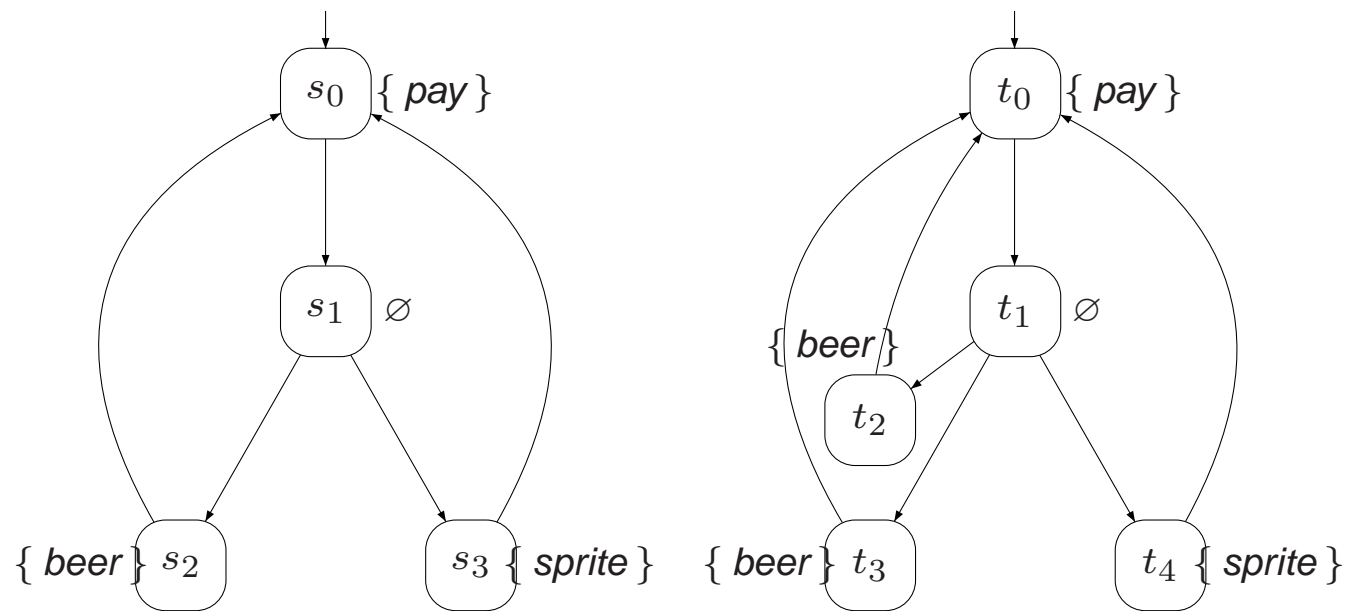 s₀ { pay }
t₀ { pay }
s₁ ∅
t₁ ∅
{ beer }
t₂
{ beer } s₂
s₃ { sprite }
{ beer } t₃
t₄ { sprite }